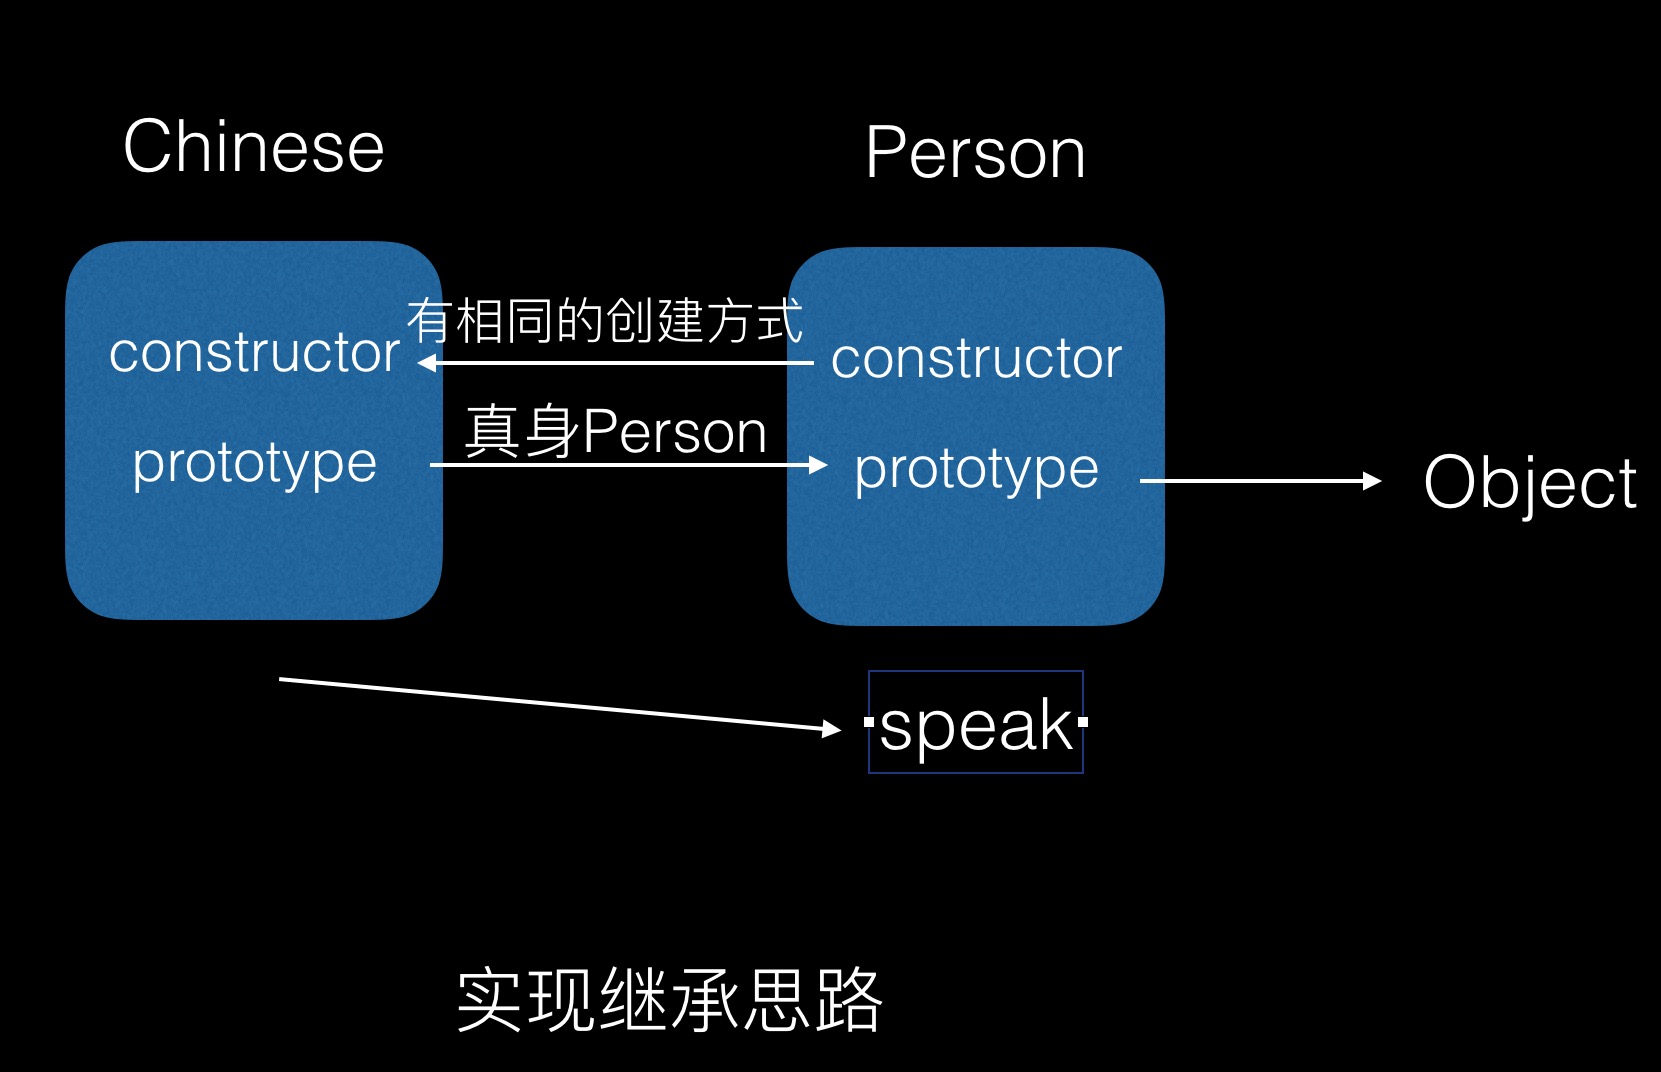 Chinese
Person
有相同的创建方式
constructor
constructor
真身Person
prototype
prototype
Object
speak
实现继承思路